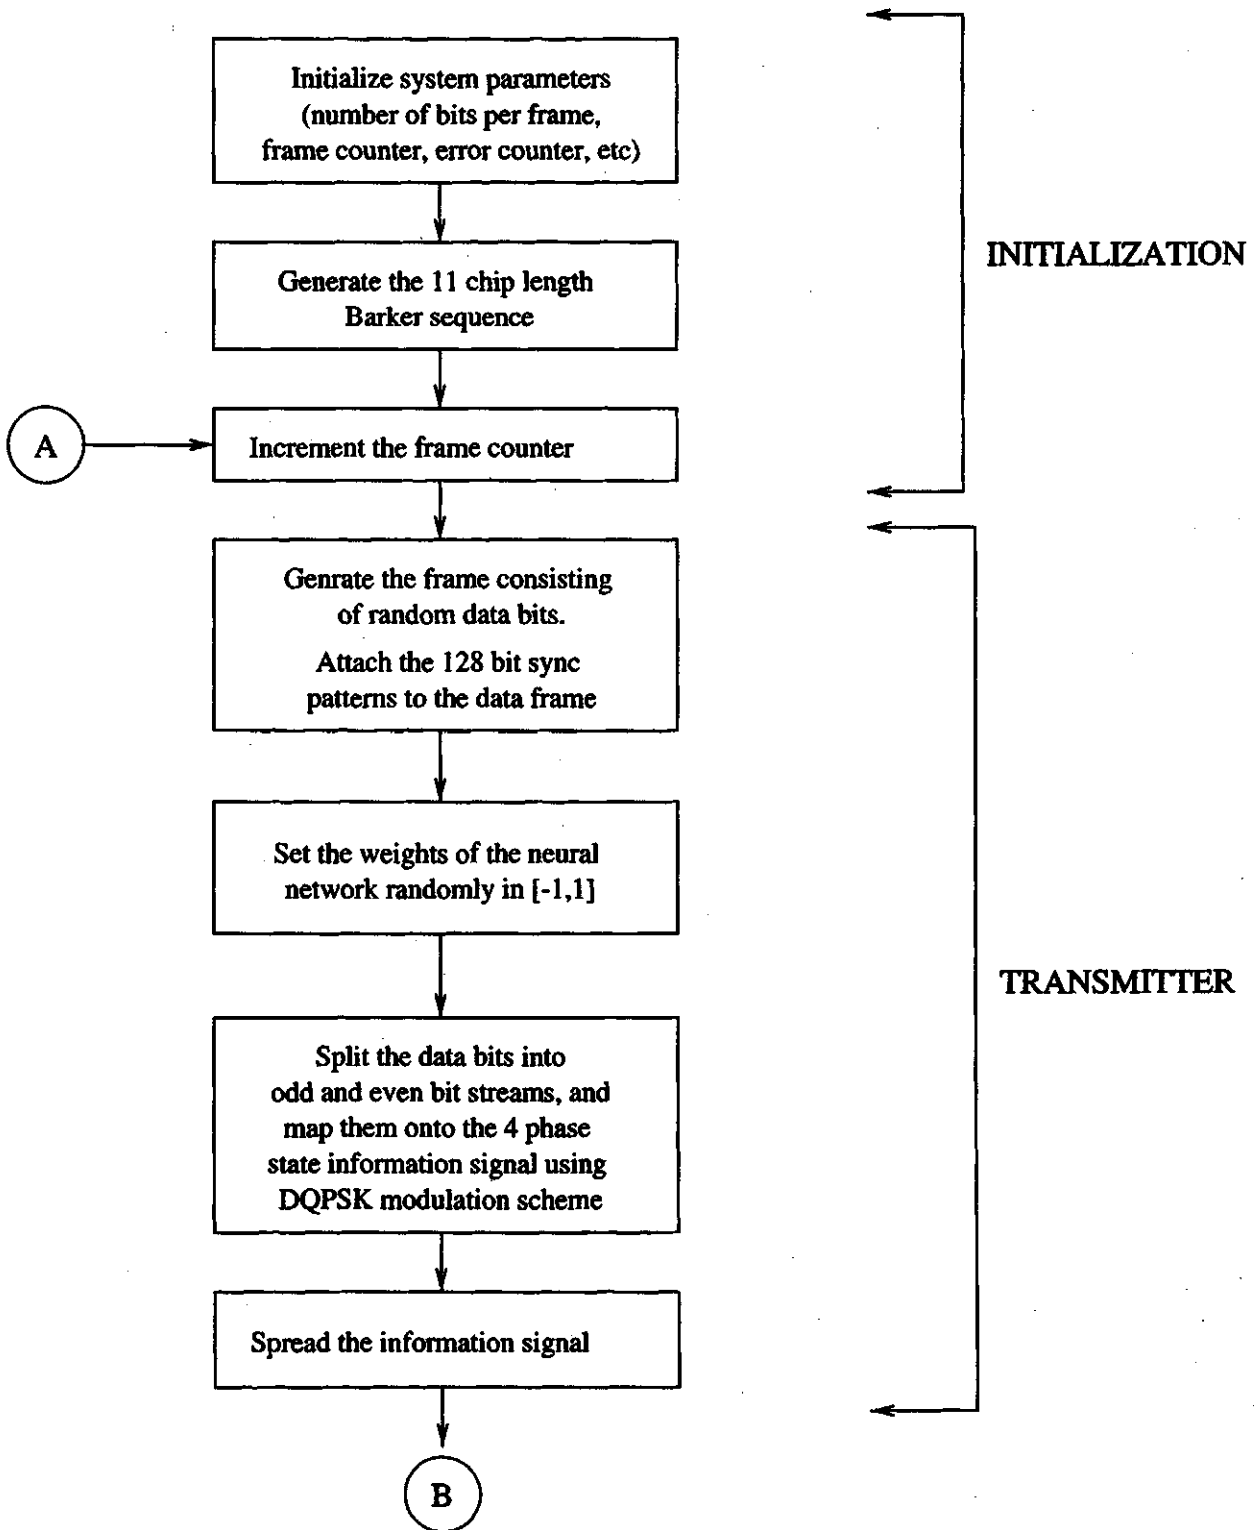 Initialize system parameters
(number of bits per frame,
frame counter, error counter, etc)
INITIALIZATION
Generate the 11 chip length
Barker sequence
A
Increment the frame counter
Genrate the frame consisting
of random data bits.
Attach the 128 bit sync
patterns to the data frame
Set the weights of the neural
network randomly in [-1,1]
TRANSMITTER
Split the data bits into
odd and even bit streams, and
map them onto the 4 phase
state information signal using
DQPSK modulation scheme
Spread the information signal
B